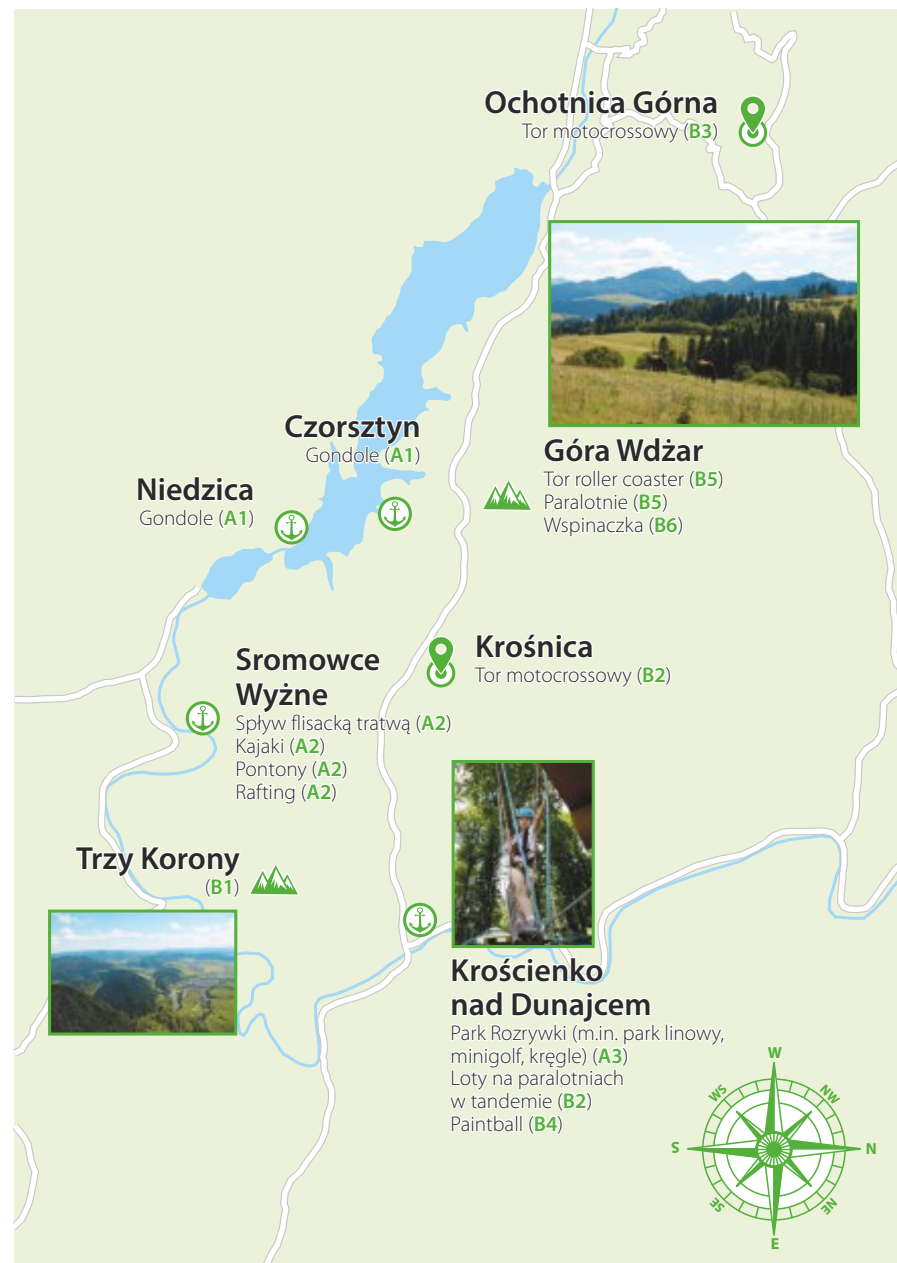 Ochotnica Górna
Tor motocrossowy (B3)
Czorsztyn
Gondole (A1)
Niedzica
Gondole (A1)
Góra Wdżar
Tor roller coaster (B5)
Paralotnie (B5)
Wspinaczka (B6)
Krośnica
Tor motocrossowy (B2)
Sromowce
Wyżne
Spływ flisacką tratwą (A2)
Kajaki (A2)
Pontony (A2)
Rafting (A2)
Trzy Korony
(B1)
Krościenko
nad Dunajcem
Park Rozrywki (m.in. park linowy,
minigolf, kręgle) (A3)
Loty na paralotniach
w tandemie (B2)
Paintball (B4)
W
WS
NW
S
N
SE
NE
E